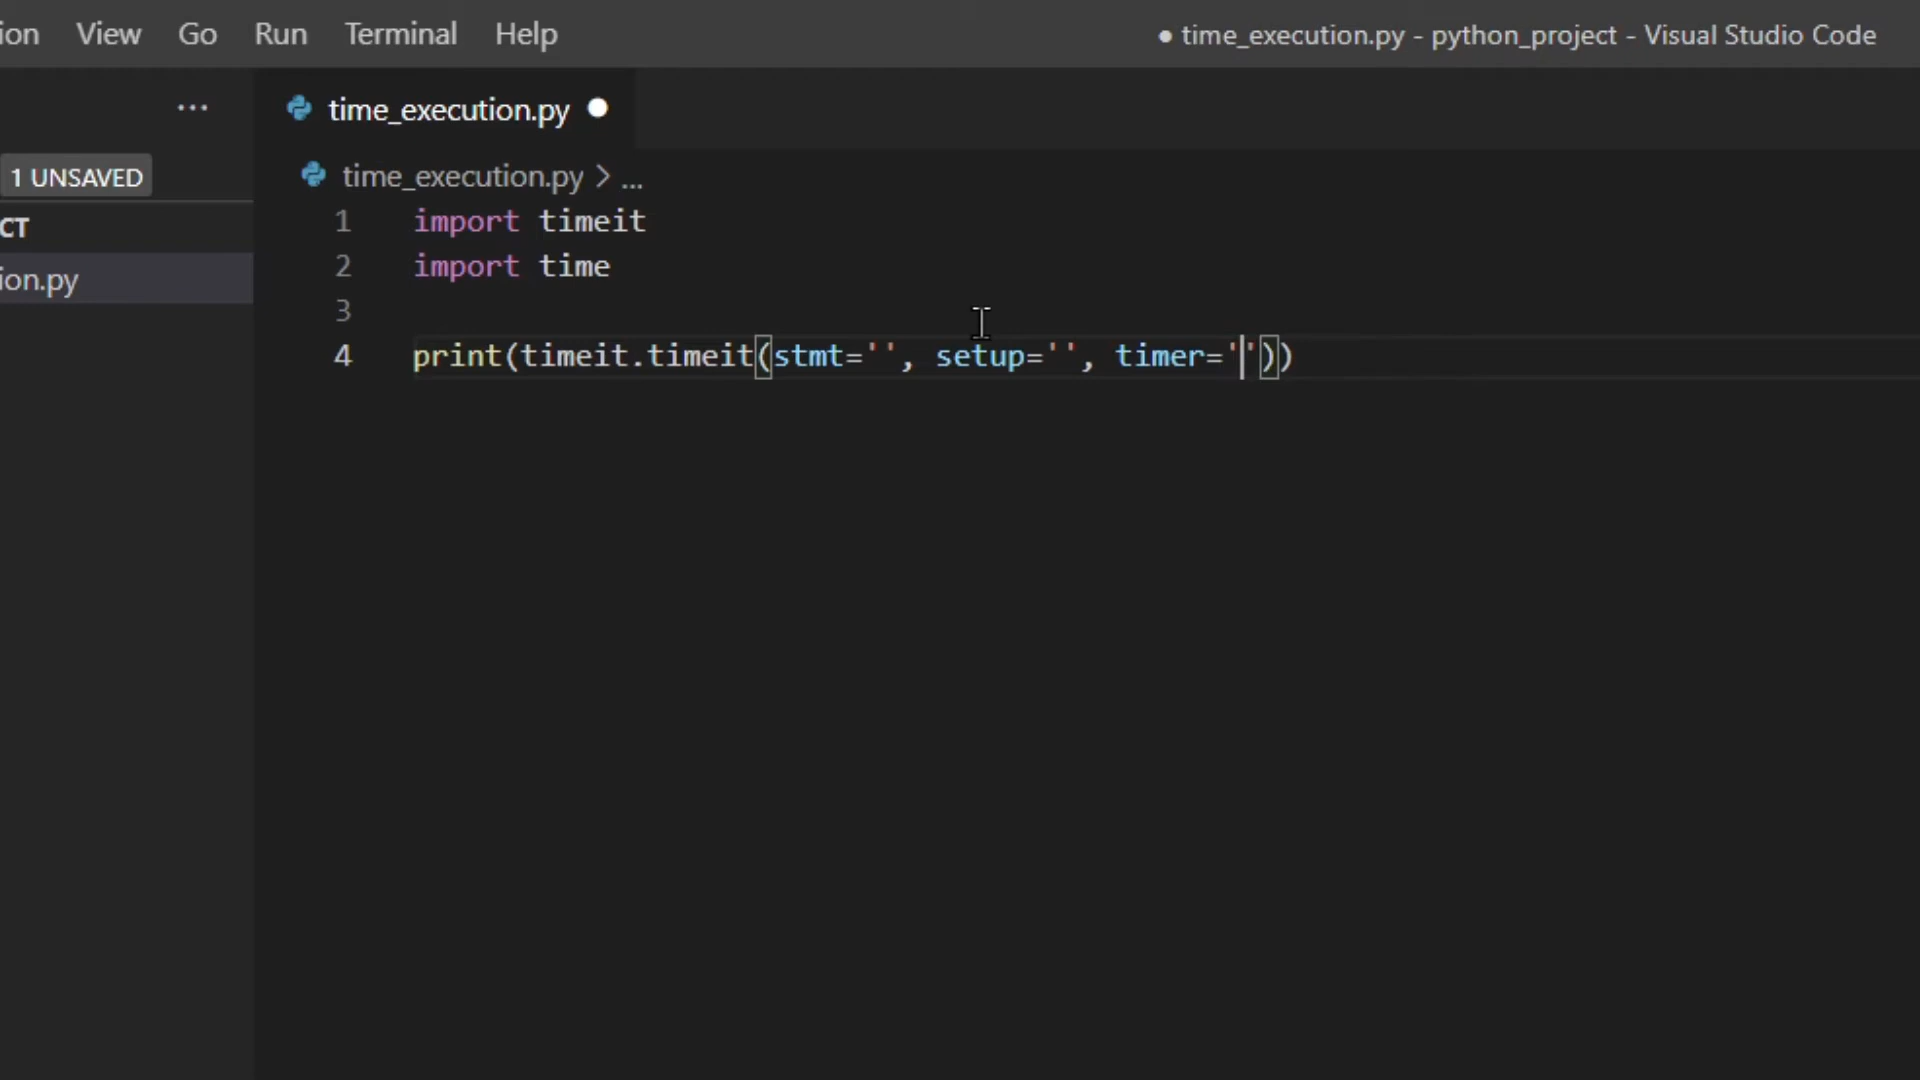 ion View Go Run Terminal Help ● time_execution.py - python_project - Visual Studio Code
... time_execution.py ●
1 UNSAVED time_execution.py > ...
CT
ion.py
1 import timeit
2 import time
3
4 print(timeit.timeit(stmt='', setup='', timer=''))